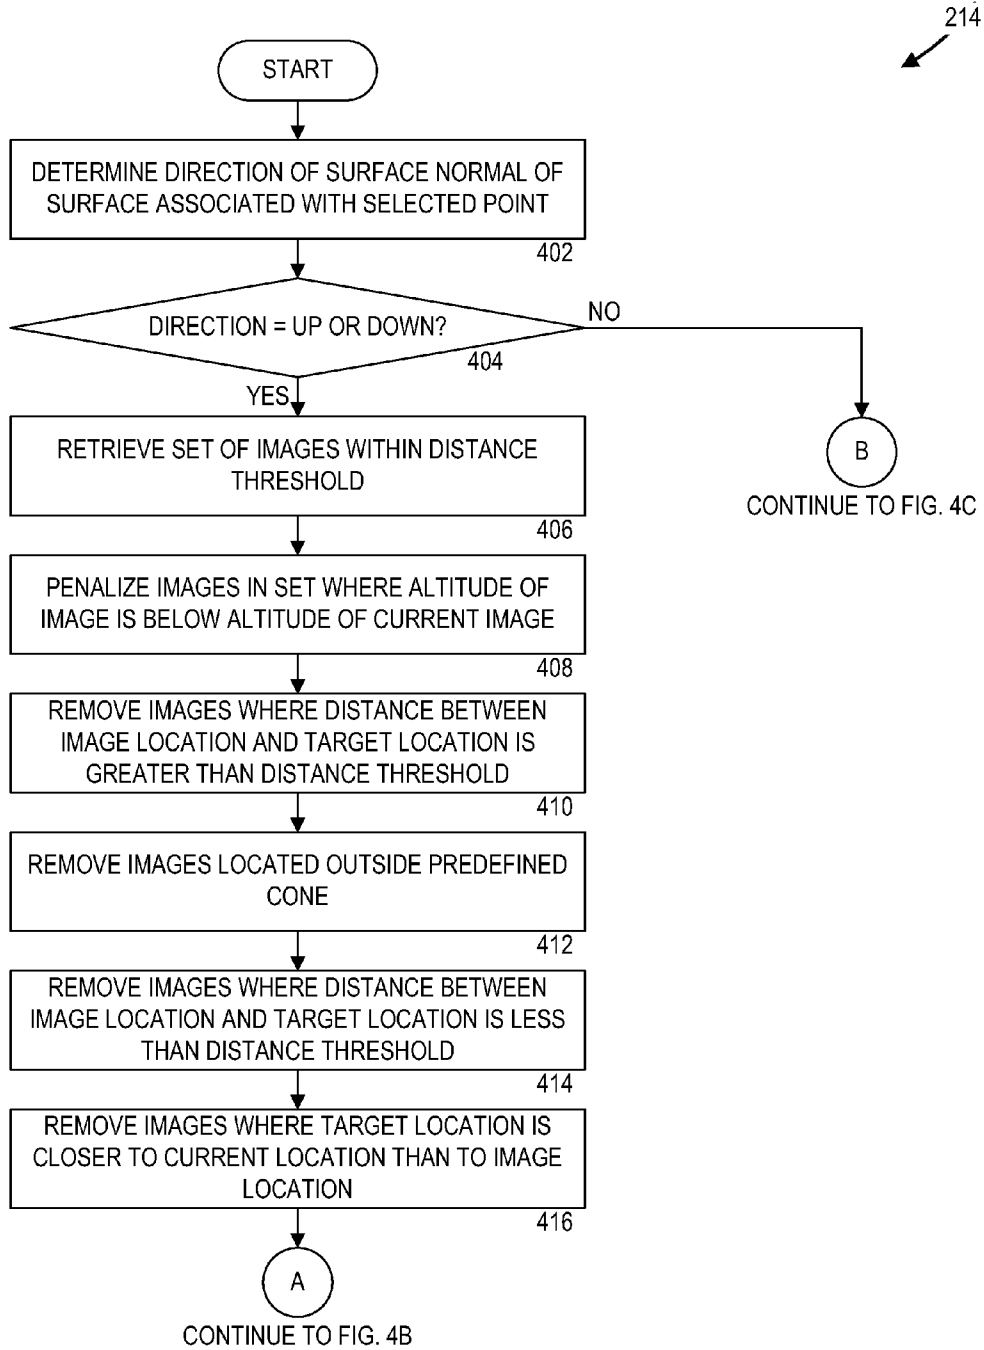 214
START
DETERMINE DIRECTION OF SURFACE NORMAL OF
SURFACE ASSOCIATED WITH SELECTED POINT
402
DIRECTION = UP OR DOWN?
404
NO
YES
B
CONTINUE TO FIG. 4C
RETRIEVE SET OF IMAGES WITHIN DISTANCE
THRESHOLD
406
PENALIZE IMAGES IN SET WHERE ALTITUDE OF
IMAGE IS BELOW ALTITUDE OF CURRENT IMAGE
408
REMOVE IMAGES WHERE DISTANCE BETWEEN
IMAGE LOCATION AND TARGET LOCATION IS
GREATER THAN DISTANCE THRESHOLD
410
REMOVE IMAGES LOCATED OUTSIDE PREDEFINED
CONE
412
REMOVE IMAGES WHERE DISTANCE BETWEEN
IMAGE LOCATION AND TARGET LOCATION IS LESS
THAN DISTANCE THRESHOLD
414
REMOVE IMAGES WHERE TARGET LOCATION IS
CLOSER TO CURRENT LOCATION THAN TO IMAGE
LOCATION
416
A
CONTINUE TO FIG. 4B